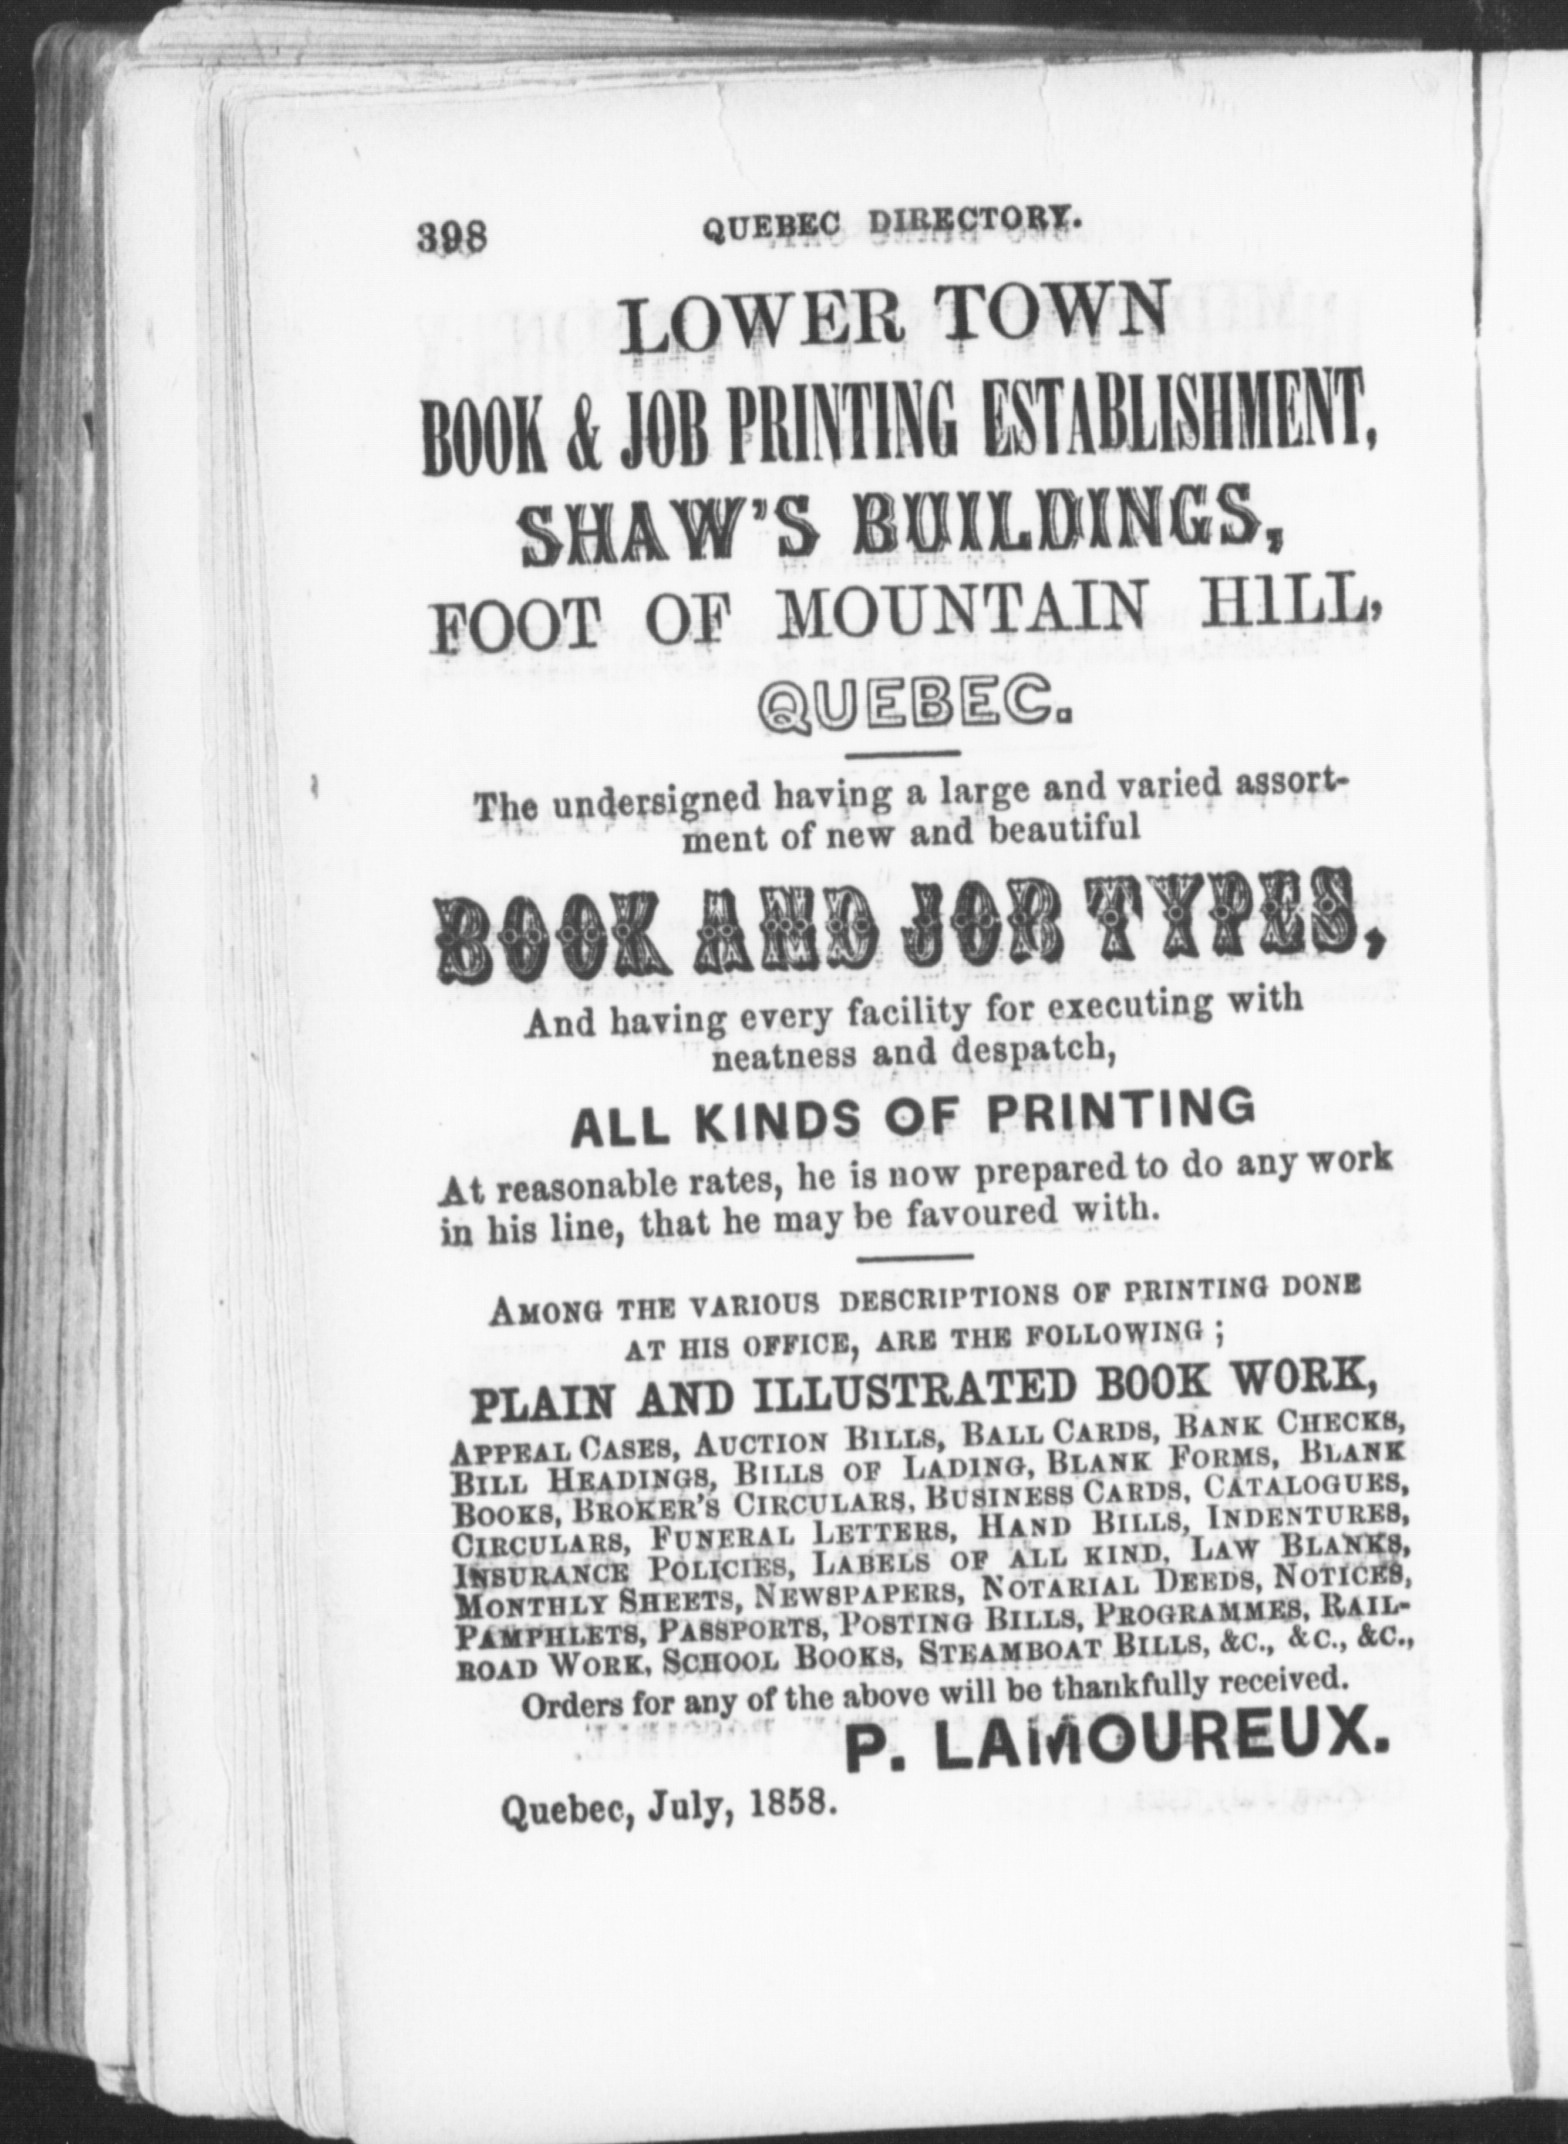 398 QUEBEC DIRECTORY.
LOWER TOWN
BOOK & JOB PRINTING ESTABLISHMENT,
SHAW'S BUILDINGS,
FOOT OF MOUNTAIN HILL,
QUEBEC.
The undersigned having a large and varied assort-
ment of new and beautiful
BOOK AND JOB TYPES,
And having every facility for executing with
neatness and despatch,
ALL KINDS OF PRINTING
At reasonable rates, he is now prepared to do any work
in his line, that he may be favoured with.
AMONG THE VARIOUS DESCRIPTIONS OF PRINTING DONE
AT HIS OFFICE, ARE THE FOLLOWING ;
PLAIN AND ILLUSTRATED BOOK WORK,
APPEAL CASES, AUCTION BILLS, BALL CARDS, BANK CHECKS,
BILL HEADINGS, BILLS OF LADING, BLANK FORMS, BLANK
BOOKS, BROKER'S CIRCULARS, BUSINESS CARDS, CATALOGUES,
CIRCULARS, FUNERAL LETTERS, HAND BILLS, INDENTURES,
INSURANCE POLICIES, LABELS OF ALL KIND, LAW BLANKS,
MONTHLY SHEETS, NEWSPAPERS, NOTARIAL DEEDS, NOTICES,
PAMPHLETS, PASSPORTS, POSTING BILLS, PROGRAMMES, RAIL-
ROAD WORK, SCHOOL BOOKS, STEAMBOAT BILLS, &C., &C., &C.,
Orders for any of the above will be thankfully received.
P. LAMOUREUX.
Quebec, July, 1858.